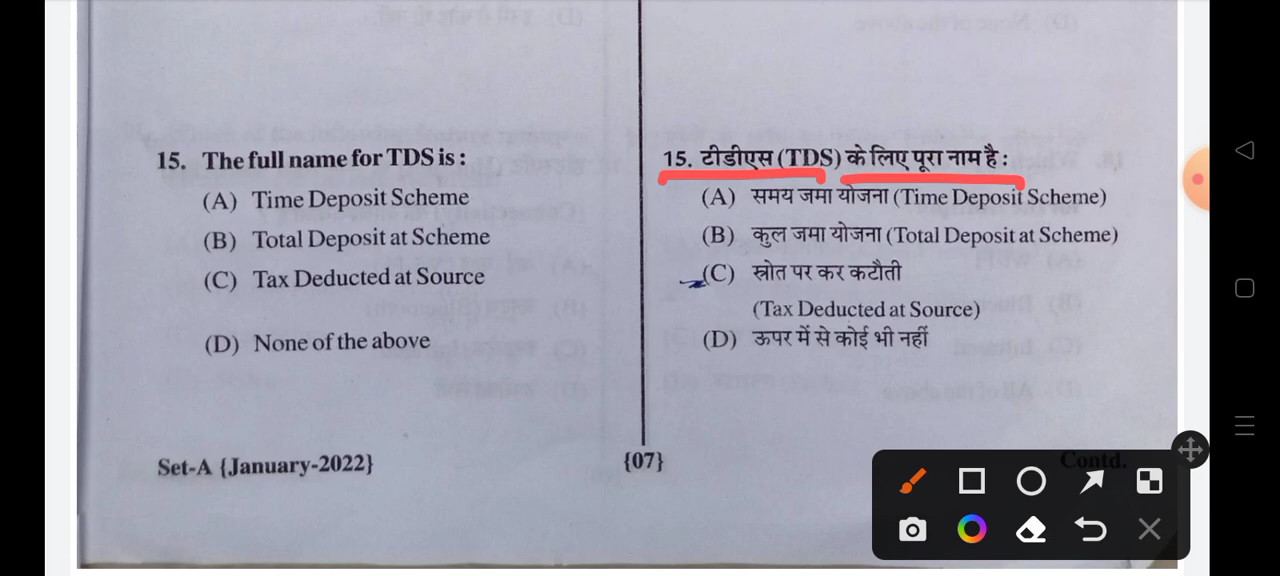 15. The full name for TDS is :
(A) Time Deposit Scheme
(B) Total Deposit at Scheme
(C) Tax Deducted at Source
(D) None of the above
Set-A {January-2022}
15. टीडीएस (TDS) के लिए पूरा नाम है :
(A) समय जमा योजना (Time Deposit Scheme)
(B) कुल जमा योजना (Total Deposit at Scheme)
(C) स्रोत पर कर कटौती
(Tax Deducted at Source)
(D) ऊपर में से कोई भी नहीं
{07}
Contd.